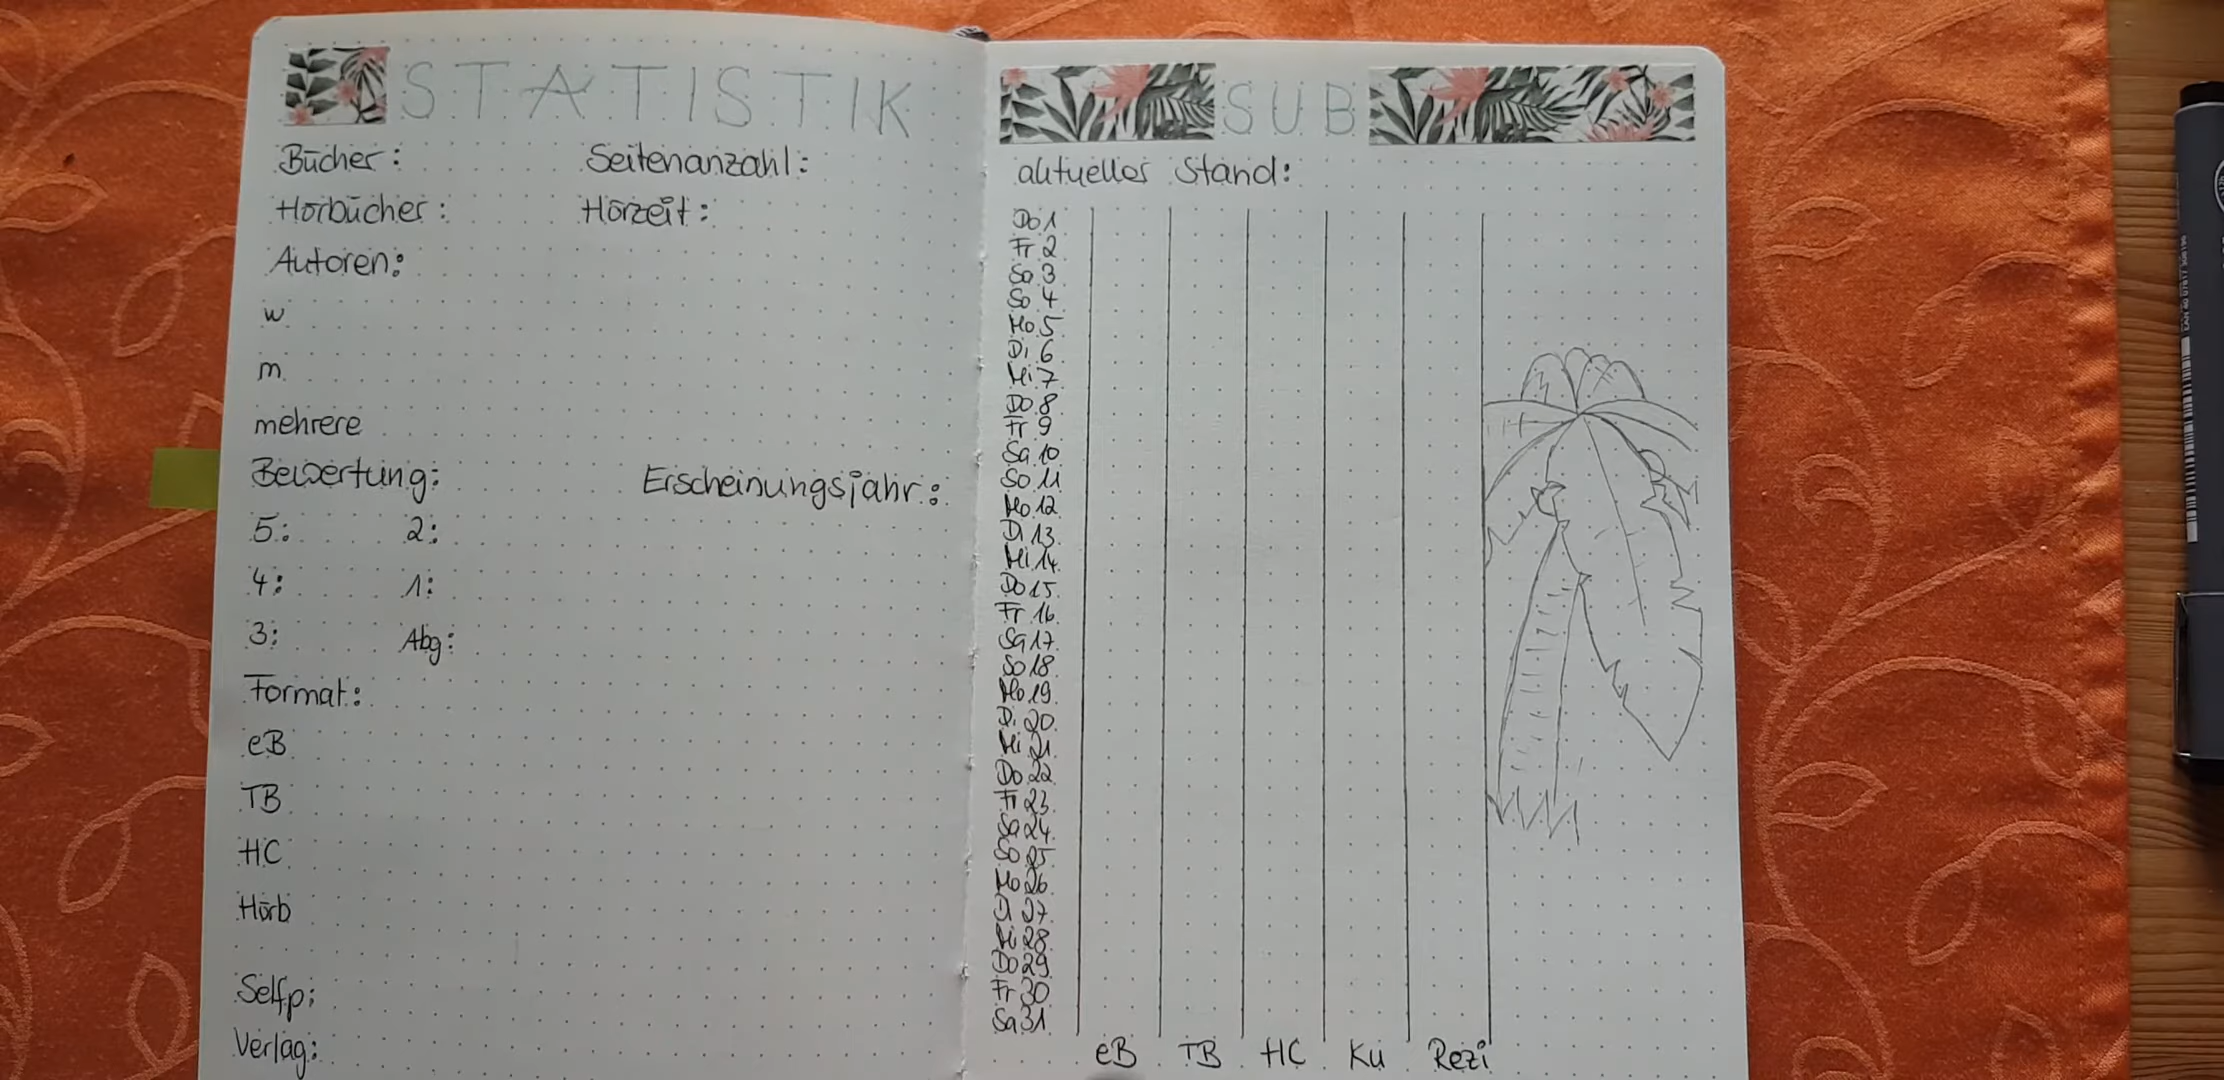 STATISTIK
Bücher: Seitenanzahl:
Hörbücher: Hörzeit:
Autoren:
w
m
mehrere
Bewertung: Erscheinungsjahr:
5: 2:
4: 1:
3: Abg:
Format:
eB
TB
HC
Hörb
Selfp:
Verlag:
SUB
aktueller Stand:
Do 1
Fr 2
Sa 3
So 4
Mo 5
Di 6
Mi 7
Do 8
Fr 9
Sa 10
So 11
Mo 12
Di 13
Mi 14
Do 15
Fr 16
Sa 17
So 18
Mo 19
Di 20
Mi 21
Do 22
Fr 23
Sa 24
So 25
Mo 26
Di 27
Mi 28
Do 29
Fr 30
Sa 31
eB TB HC Ku Rezi